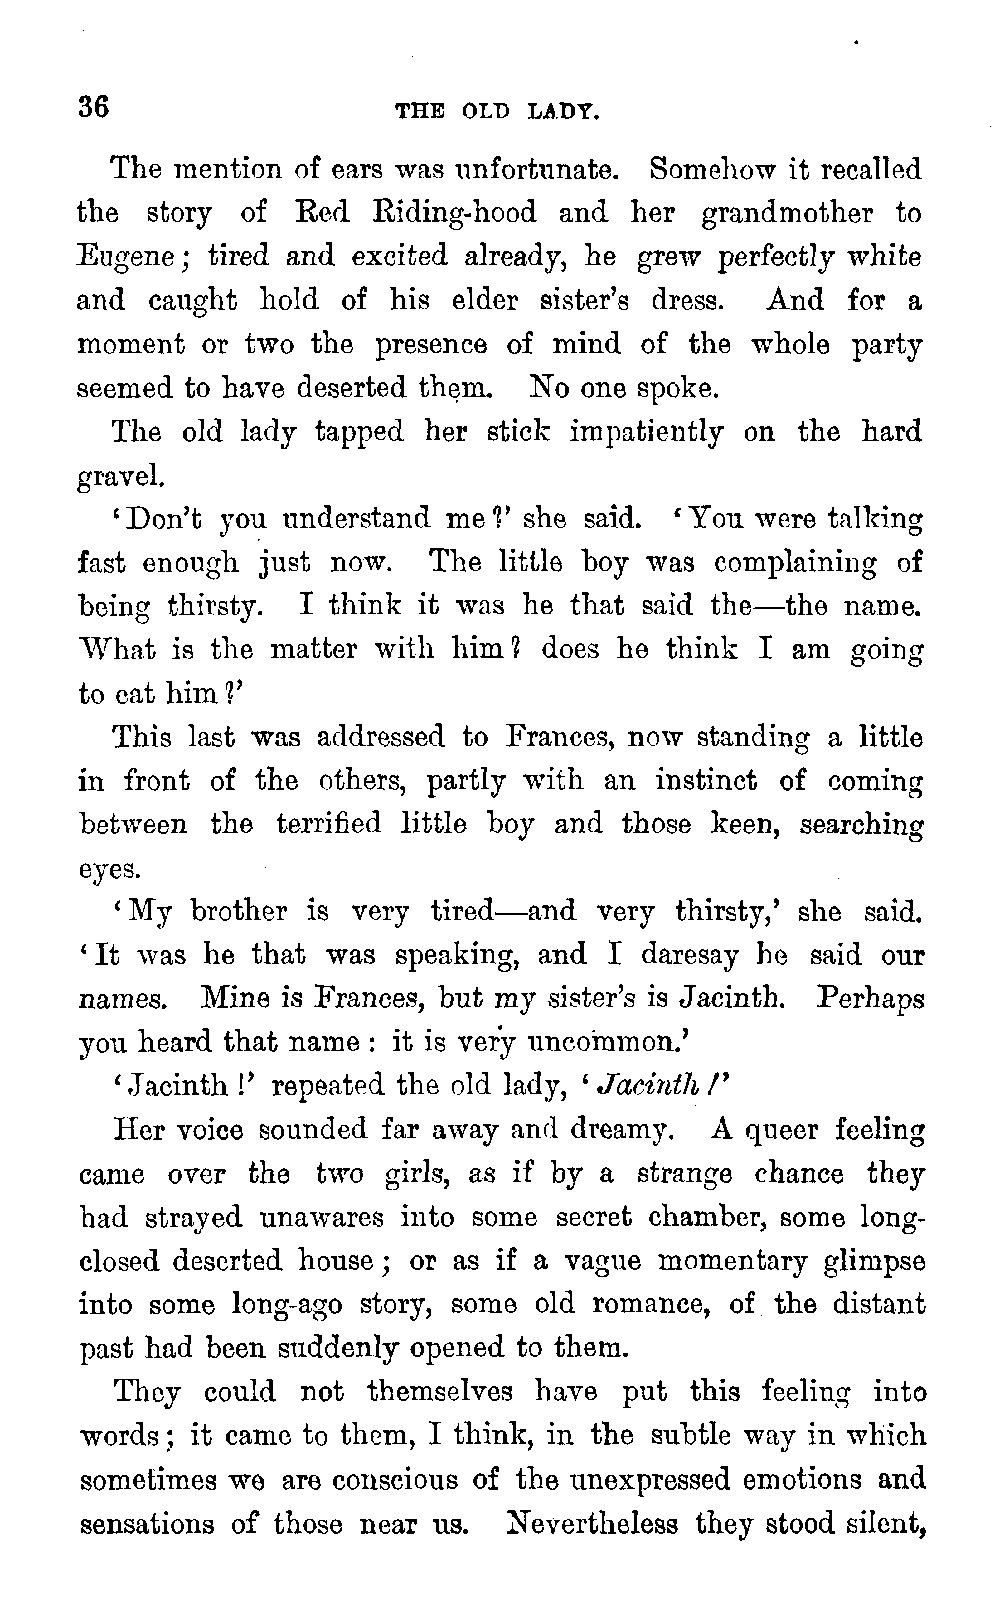 36 THE OLD LADY.
The mention of ears was unfortunate. Somehow it recalled
the story of Red Riding-hood and her grandmother to
Eugene; tired and excited already, he grew perfectly white
and caught hold of his elder sister's dress. And for a
moment or two the presence of mind of the whole party
seemed to have deserted them. No one spoke.
The old lady tapped her stick impatiently on the hard
gravel.
‘Don't you understand me?’ she said. ‘You were talking
fast enough just now. The little boy was complaining of
being thirsty. I think it was he that said the—the name.
What is the matter with him? does he think I am going
to eat him?’
This last was addressed to Frances, now standing a little
in front of the others, partly with an instinct of coming
between the terrified little boy and those keen, searching
eyes.
‘My brother is very tired—and very thirsty,’ she said.
‘It was he that was speaking, and I daresay he said our
names. Mine is Frances, but my sister's is Jacinth. Perhaps
you heard that name: it is very uncommon.’
‘Jacinth!’ repeated the old lady, ‘Jacinth!’
Her voice sounded far away and dreamy. A queer feeling
came over the two girls, as if by a strange chance they
had strayed unawares into some secret chamber, some long-
closed deserted house; or as if a vague momentary glimpse
into some long-ago story, some old romance, of the distant
past had been suddenly opened to them.
They could not themselves have put this feeling into
words; it came to them, I think, in the subtle way in which
sometimes we are conscious of the unexpressed emotions and
sensations of those near us. Nevertheless they stood silent,